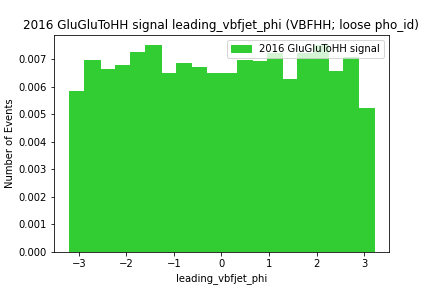 2016 GluGluToHH signal leading_vbfjet_phi (VBFHH; loose pho_id)
2016 GluGluToHH signal
Number of Events
0.007
0.006
0.005
0.004
0.003
0.002
0.001
0.000
−3 −2 −1 0 1 2 3
leading_vbfjet_phi